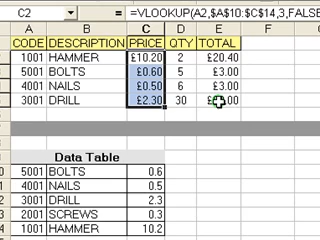 C2 =VLOOKUP(A2,$A$10:$C$14,3,FALSE
A B C D E F G
CODE DESCRIPTION PRICE QTY TOTAL
1001 HAMMER £10.20 2 £20.40
5001 BOLTS £0.60 5 £3.00
4001 NAILS £0.50 6 £3.00
3001 DRILL £2.30 30
Data Table
5001 BOLTS 0.6
4001 NAILS 0.5
3001 DRILL 2.3
2001 SCREWS 0.3
1001 HAMMER 10.2